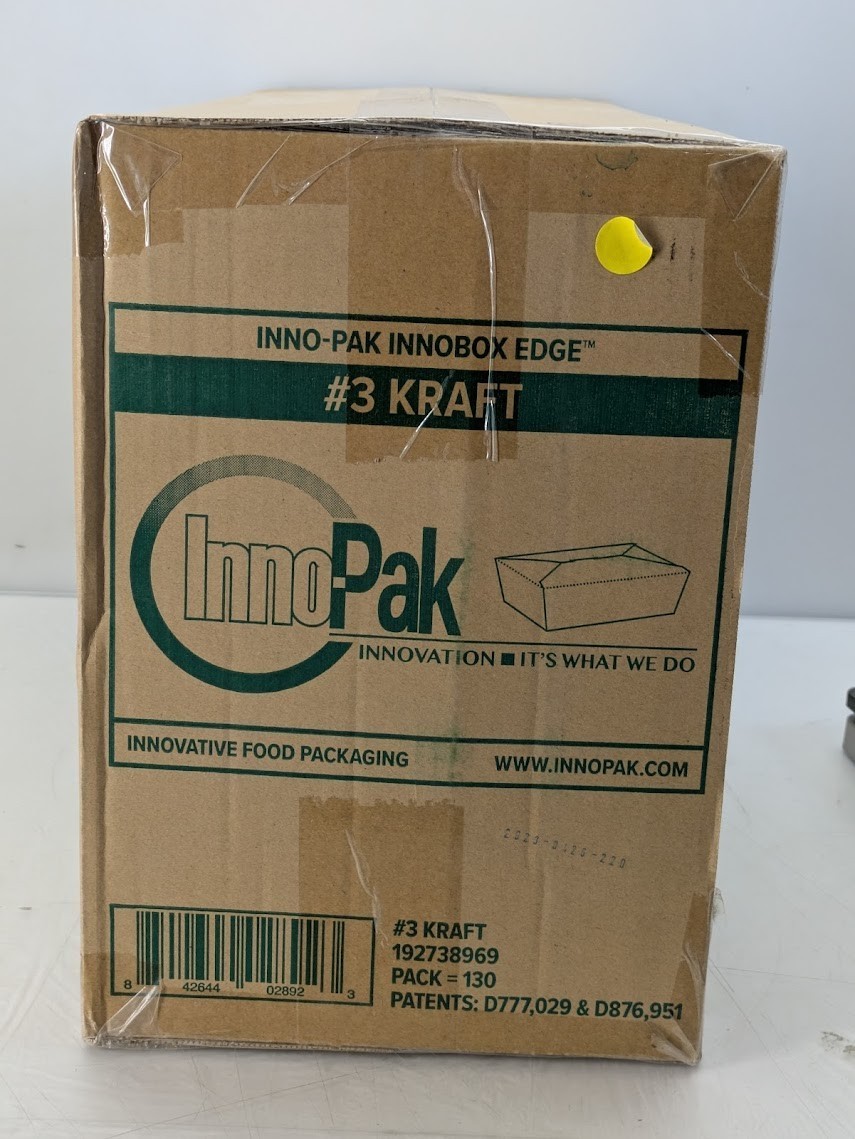 INNO-PAK INNOBOX EDGE™
#3 KRAFT
InnoPak
INNOVATION ■ IT'S WHAT WE DO
INNOVATIVE FOOD PACKAGING
WWW.INNOPAK.COM
8 42644 02892 3
#3 KRAFT
192738969
PACK = 130
PATENTS: D777,029 & D876,951